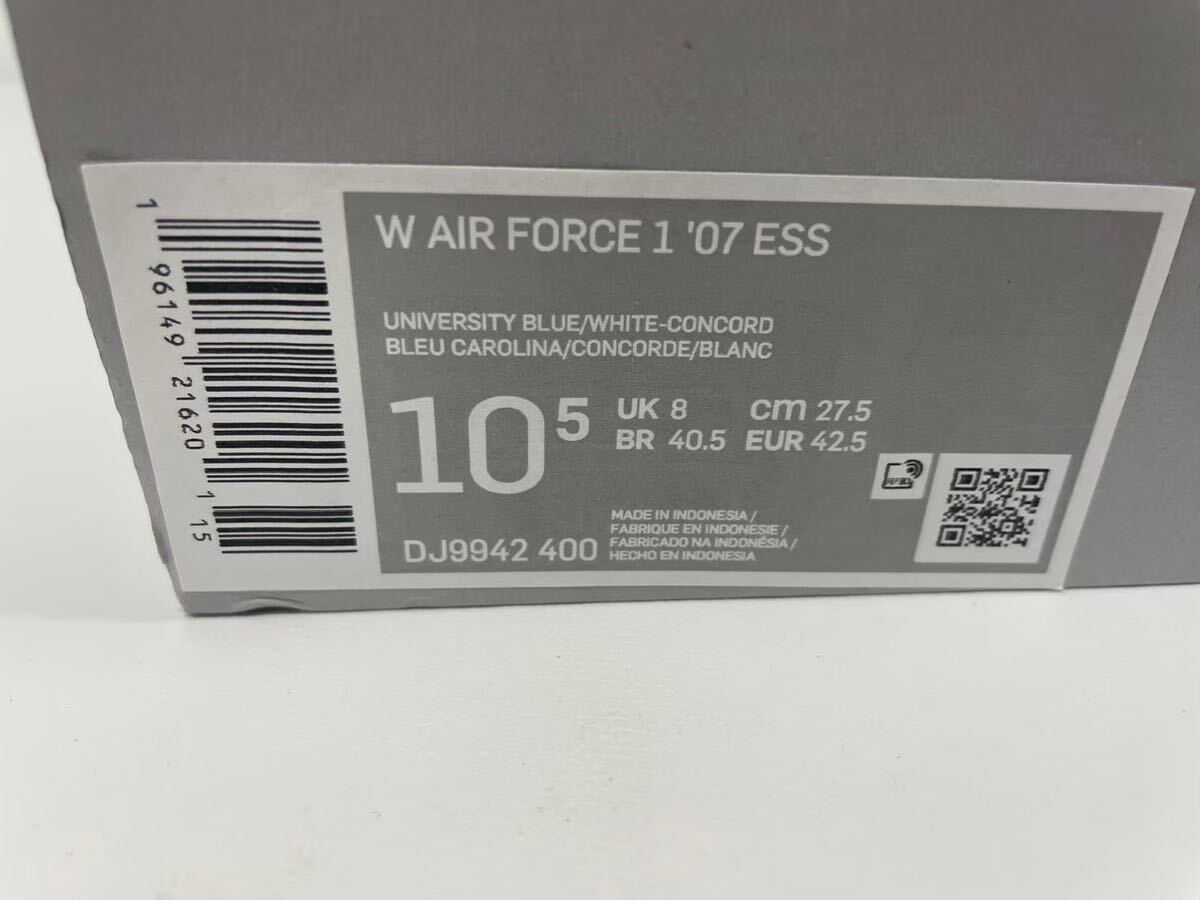 W AIR FORCE 1 '07 ESS
UNIVERSITY BLUE/WHITE-CONCORD
BLEU CAROLINA/CONCORDE/BLANC
10⁵
UK 8 cm 27.5
BR 40.5 EUR 42.5
RFID
MADE IN INDONESIA /
FABRIQUE EN INDONESIE /
FABRICADO NA INDONÉSIA /
HECHO EN INDONESIA
DJ9942 400
1 96149 21620 1 15